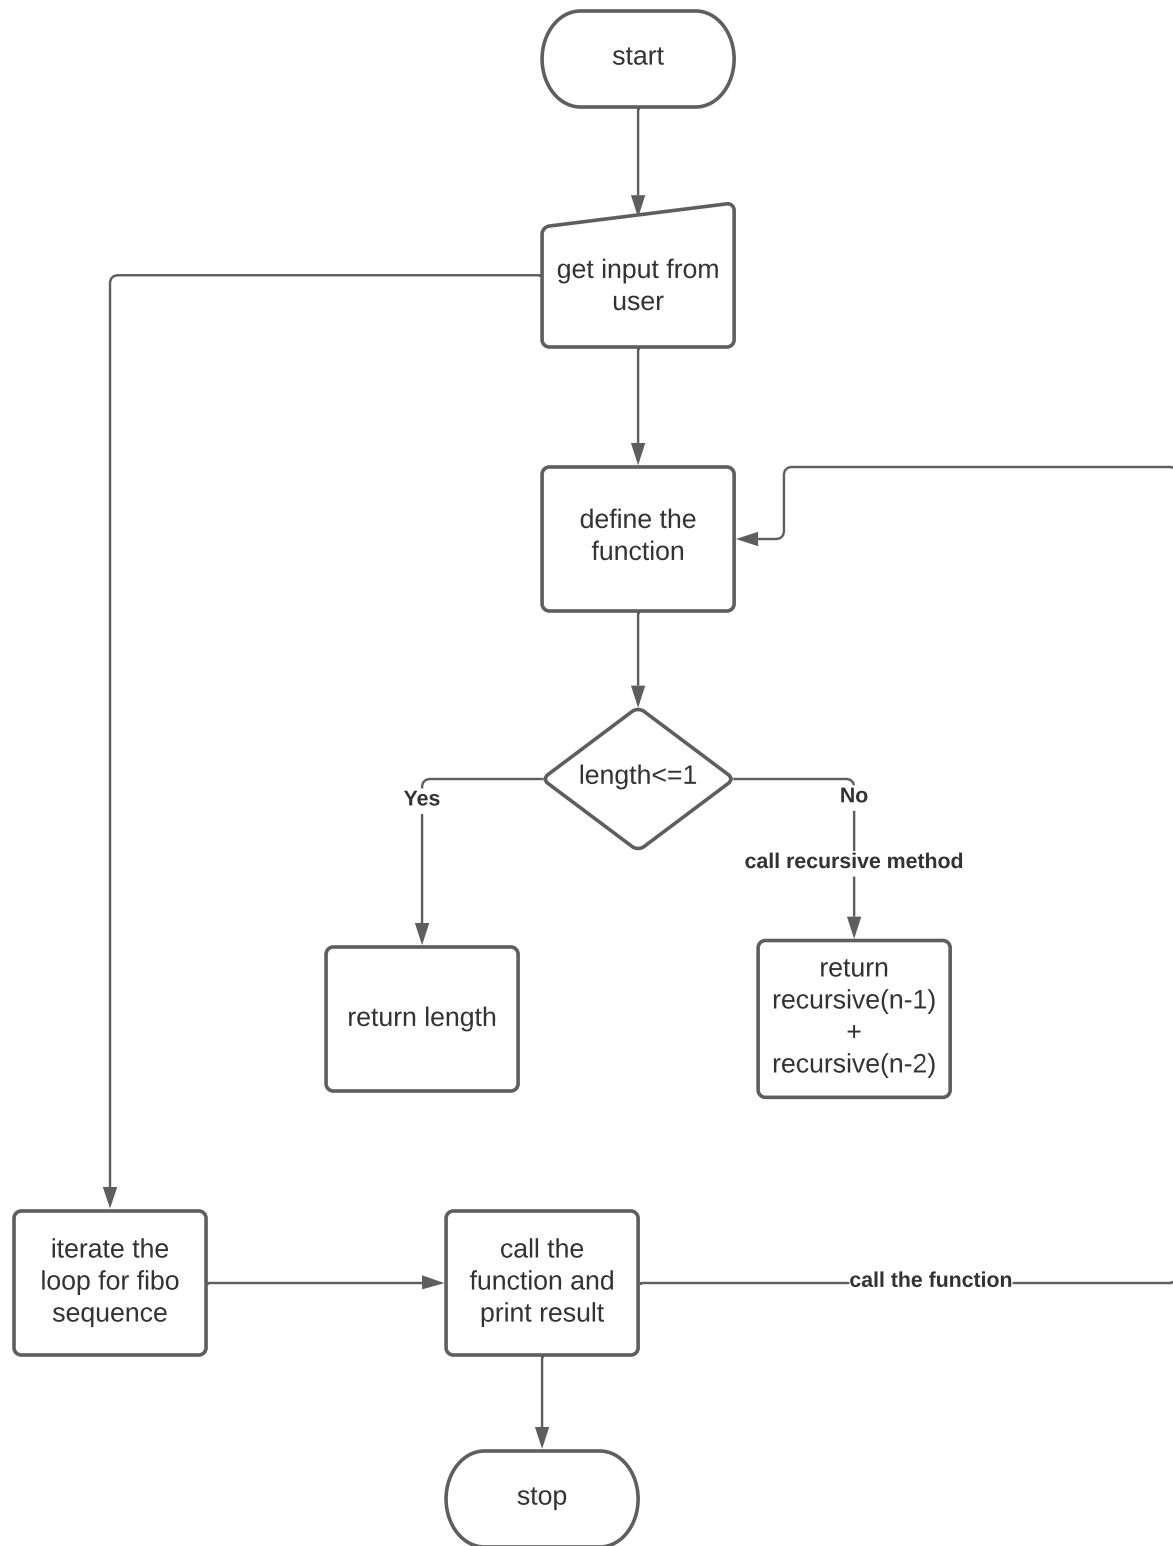 start
get input from
user
define the
function
length<=1
Yes
No
call recursive method
return length
return
recursive(n-1)
+
recursive(n-2)
iterate the
loop for fibo
sequence
call the
function and
print result
call the function
stop